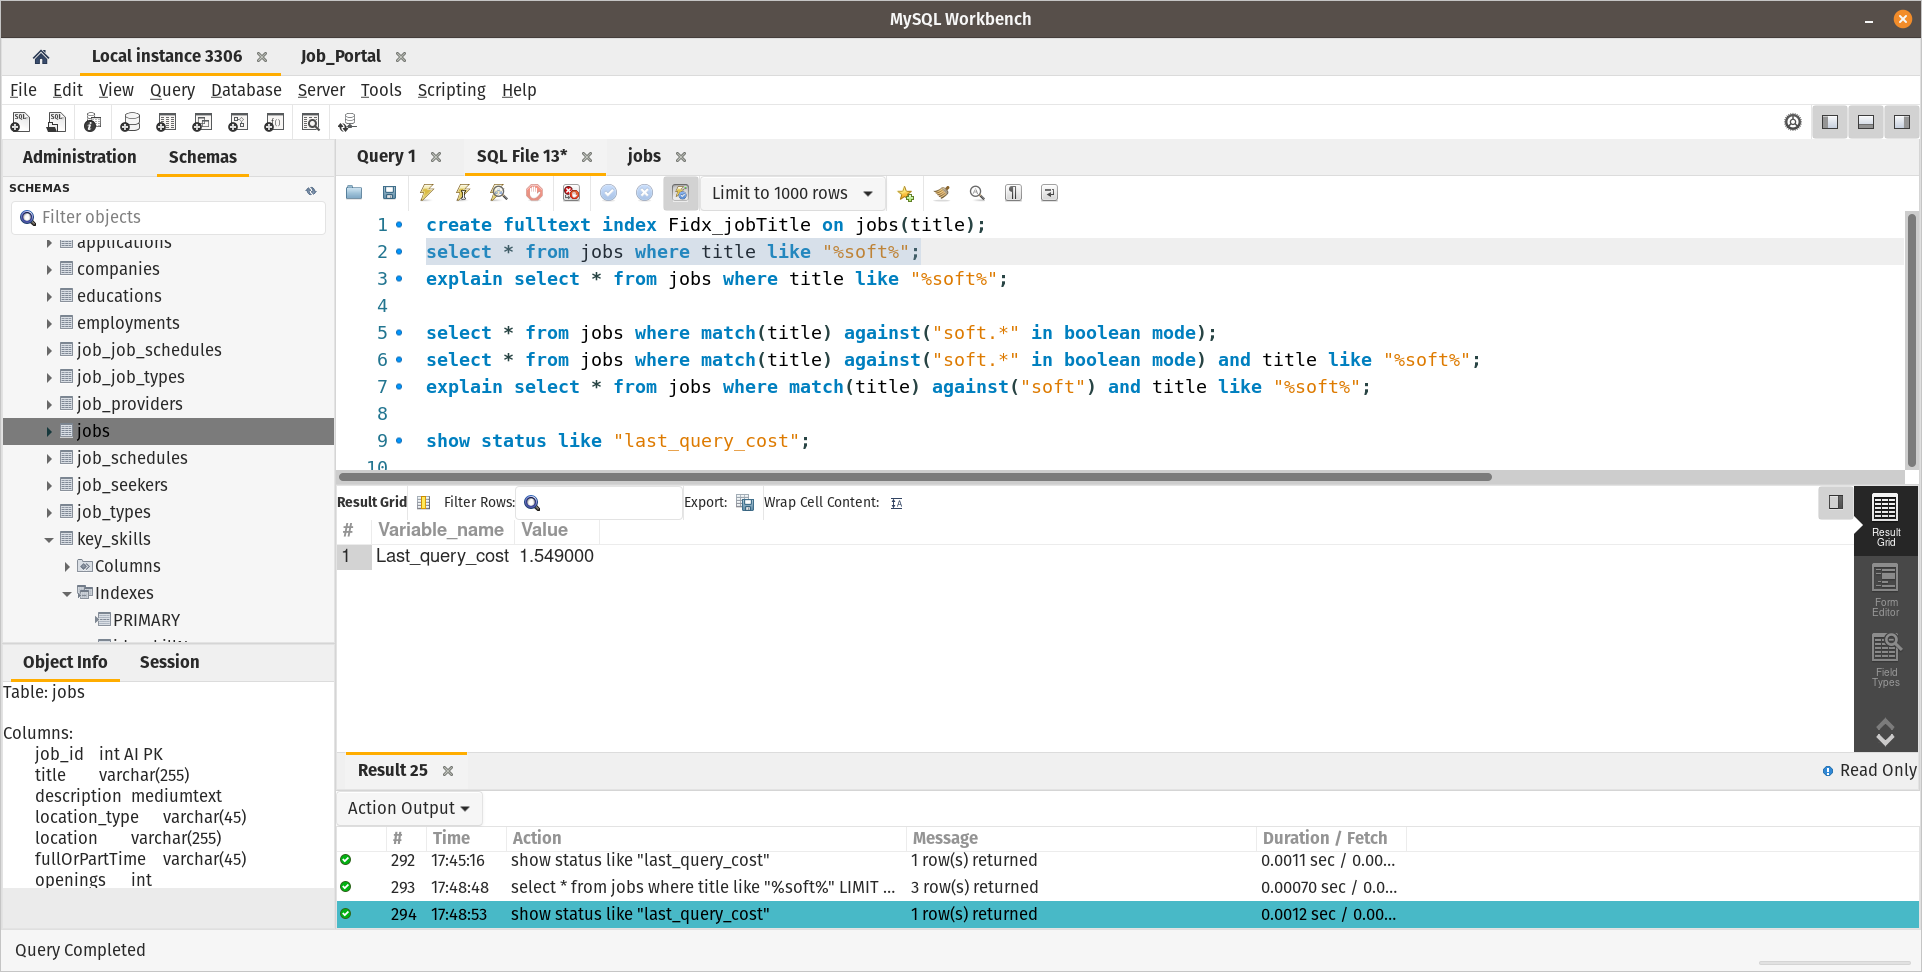 MySQL Workbench
Local instance 3306
Job_Portal
File Edit View Query Database Server Tools Scripting Help
Administration Schemas
Query 1
SQL File 13*
jobs
SCHEMAS
Filter objects
Limit to 1000 rows
applications
companies
educations
employments
job_job_schedules
job_job_types
job_providers
jobs
job_schedules
job_seekers
job_types
key_skills
Columns
Indexes
PRIMARY
1 create fulltext index Fidx_jobTitle on jobs(title);
2 select * from jobs where title like "%soft%";
3 explain select * from jobs where title like "%soft%";
4
5 select * from jobs where match(title) against("soft.*" in boolean mode);
6 select * from jobs where match(title) against("soft.*" in boolean mode) and title like "%soft%";
7 explain select * from jobs where match(title) against("soft") and title like "%soft%";
8
9 show status like "last_query_cost";
10
Result Grid Filter Rows: Export: Wrap Cell Content:
# Variable_name Value
1 Last_query_cost 1.549000
Result Grid
Form Editor
Field Types
Object Info Session
Table: jobs
Columns:
job_id int AI PK
title varchar(255)
description mediumtext
location_type varchar(45)
location varchar(255)
fullOrPartTime varchar(45)
openings int
Result 25
Read Only
Action Output
# Time Action Message Duration / Fetch
292 17:45:16 show status like "last_query_cost" 1 row(s) returned 0.0011 sec / 0.00...
293 17:48:48 select * from jobs where title like "%soft%" LIMIT ... 3 row(s) returned 0.00070 sec / 0.0...
294 17:48:53 show status like "last_query_cost" 1 row(s) returned 0.0012 sec / 0.00...
Query Completed